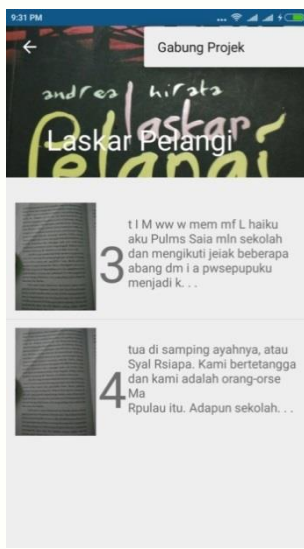 9:31 PM
Gabung Projek
andrea hirata
laskar
Pelangi
Laskar Pelangi
3
t I M ww w mem mf L haiku
aku Pulms Saia mln sekolah
dan mengikuti jeiak beberapa
abang dm i a pwsepupuku
menjadi k. . .
4
tua di samping ayahnya, atau
Syal Rsiapa. Kami bertetangga
dan kami adalah orang-orse
Ma
Rpulau itu. Adapun sekolah. . .